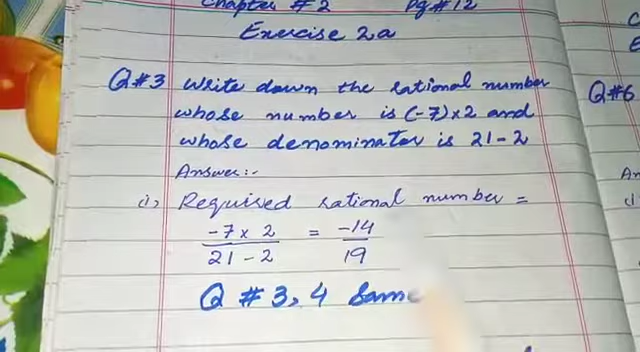 Chapter # 2 Pg # 12
Exercise 2a
Q#3 Write down the rational number
whose number is (-7)×2 and
whose denominator is 21-2
Answer:-
(i) Required rational number =
-7 × 2 / 21 - 2 = -14 / 19
Q # 3, 4 Same
Q#6